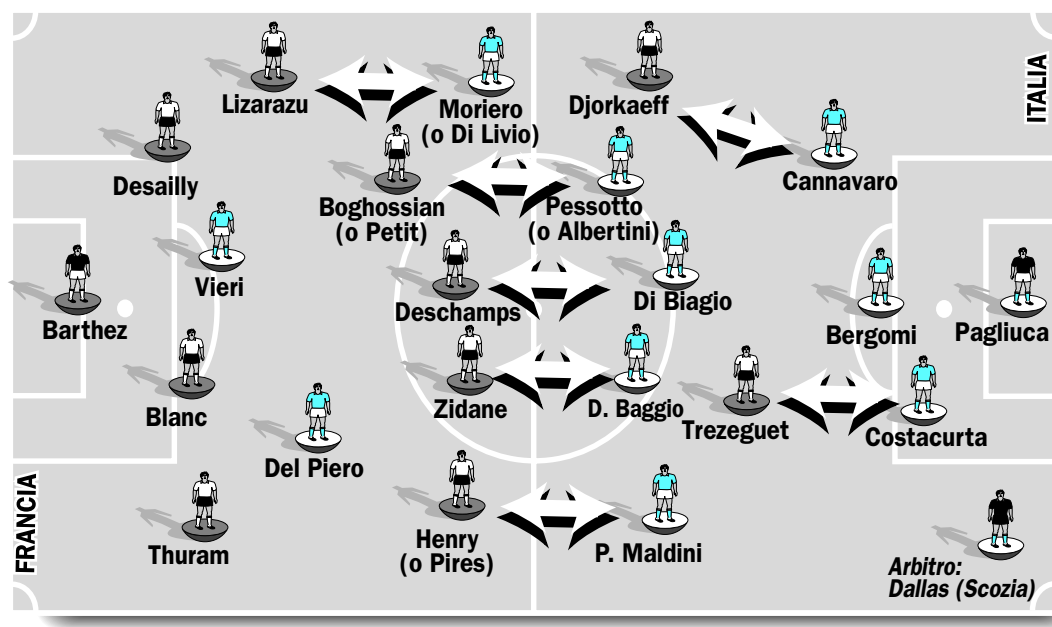 Lizarazu
Moriero
(o Di Livio)
Djorkaeff
ITALIA
Desailly
Cannavaro
Boghossian
(o Petit)
Pessotto
(o Albertini)
Vieri
Deschamps
Di Biagio
Barthez
Bergomi
Pagliuca
Blanc
Zidane
D. Baggio
Trezeguet
Costacurta
Del Piero
FRANCIA
Thuram
Henry
(o Pires)
P. Maldini
Arbitro:
Dallas (Scozia)